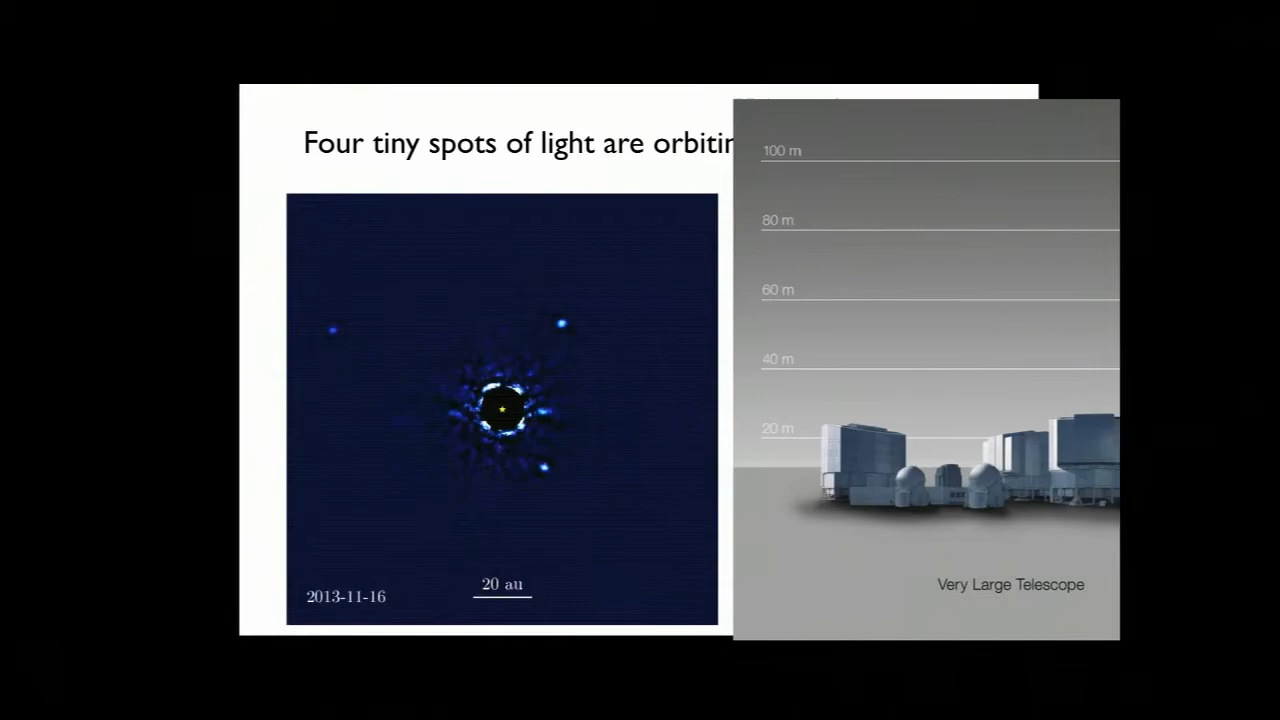 Four tiny spots of light are orbitin
100 m
80 m
60 m
40 m
20 m
20 au
2013-11-16
Very Large Telescope